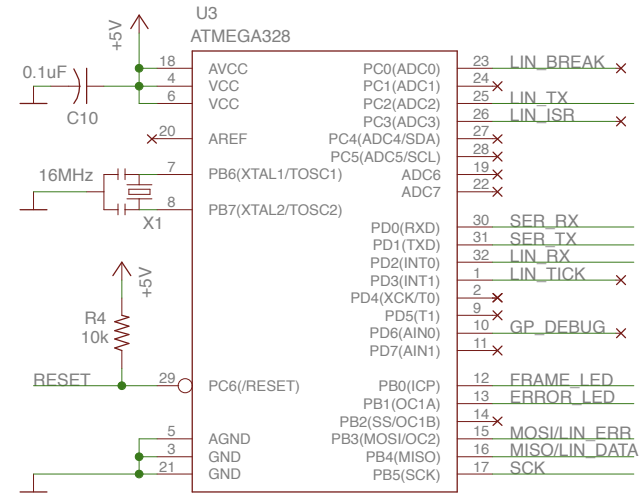 U3
ATMEGA328
+5V
0.1uF
C10
18 AVCC
4 VCC
6 VCC
20 AREF
16MHz
7 PB6(XTAL1/TOSC1)
8 PB7(XTAL2/TOSC2)
X1
+5V
R4
10k
RESET 29 PC6(/RESET)
5 AGND
3 GND
21 GND
PC0(ADC0) 23 LIN_BREAK
PC1(ADC1) 24
PC2(ADC2) 25 LIN_TX
PC3(ADC3) 26 LIN_ISR
PC4(ADC4/SDA) 27
PC5(ADC5/SCL) 28
ADC6 19
ADC7 22
PD0(RXD) 30 SER_RX
PD1(TXD) 31 SER_TX
PD2(INT0) 32 LIN_RX
PD3(INT1) 1 LIN_TICK
PD4(XCK/T0) 2
PD5(T1) 9
PD6(AIN0) 10 GP_DEBUG
PD7(AIN1) 11
PB0(ICP) 12 FRAME_LED
PB1(OC1A) 13 ERROR_LED
PB2(SS/OC1B) 14
PB3(MOSI/OC2) 15 MOSI/LIN_ERR
PB4(MISO) 16 MISO/LIN_DATA
PB5(SCK) 17 SCK